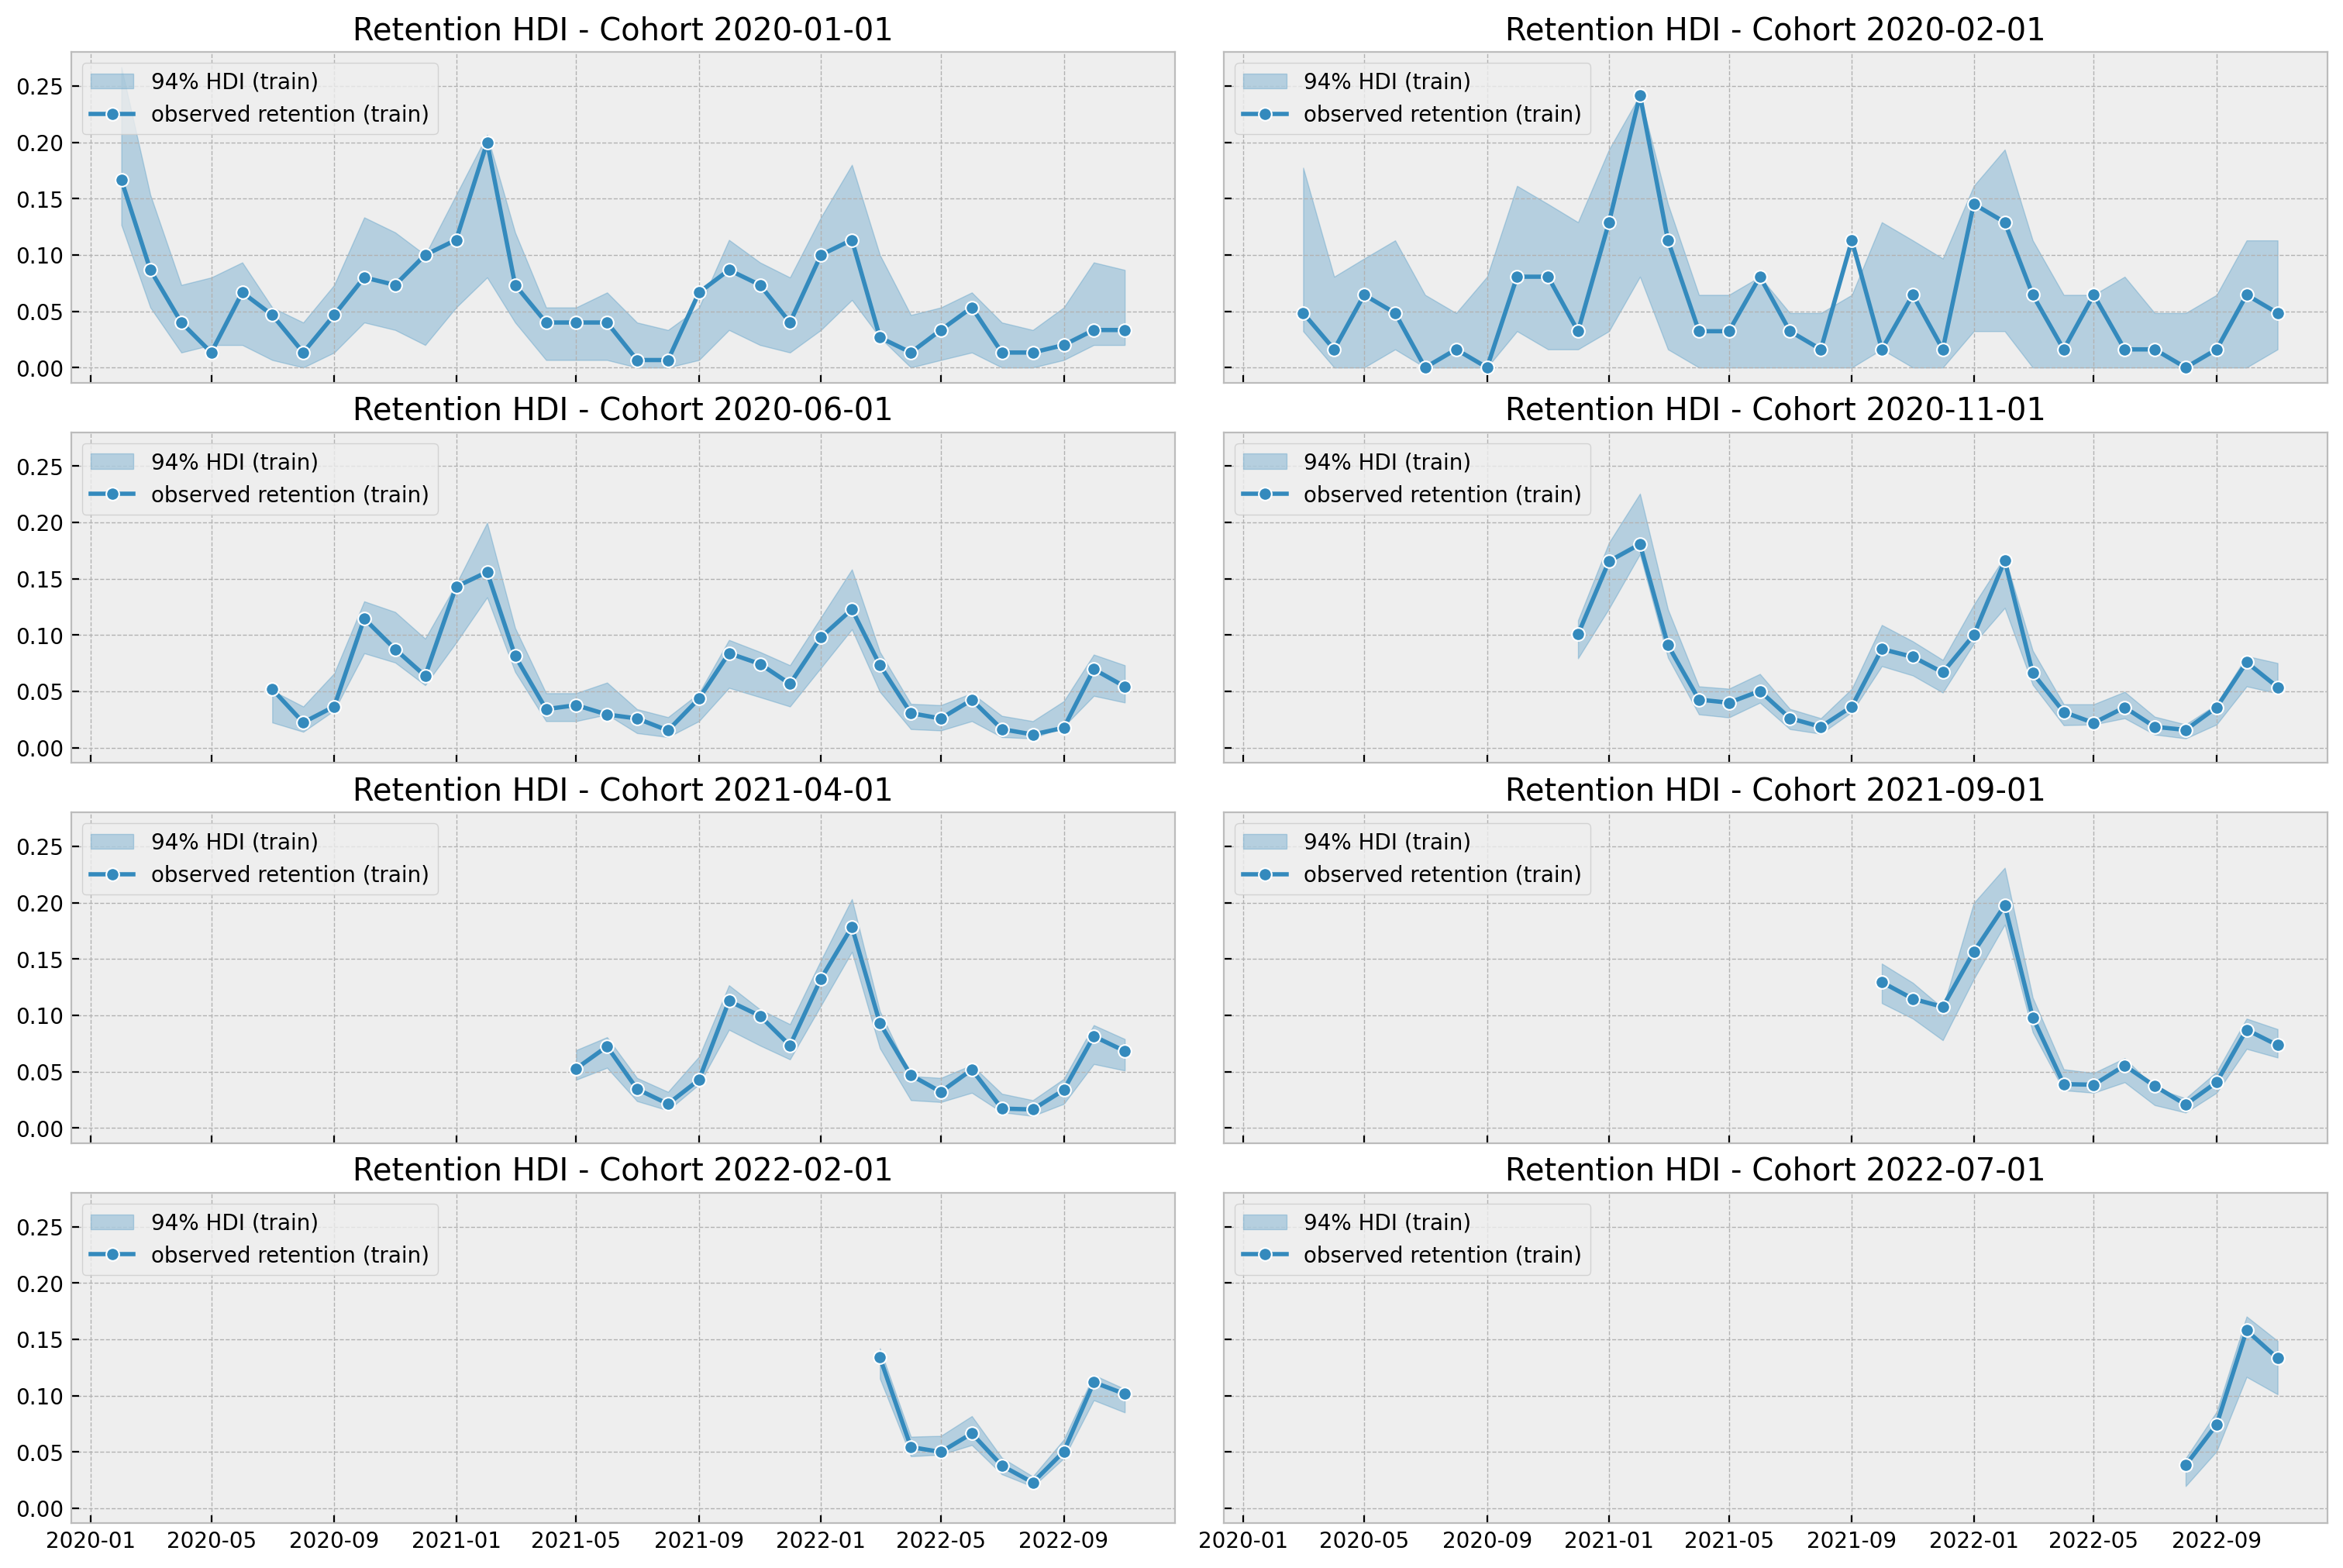 Retention HDI - Cohort 2020-01-01
0.25
0.20
0.15
0.10
0.05
0.00
94% HDI (train)
observed retention (train)
Retention HDI - Cohort 2020-02-01
94% HDI (train)
observed retention (train)
Retention HDI - Cohort 2020-06-01
0.25
0.20
0.15
0.10
0.05
0.00
94% HDI (train)
observed retention (train)
Retention HDI - Cohort 2020-11-01
94% HDI (train)
observed retention (train)
Retention HDI - Cohort 2021-04-01
0.25
0.20
0.15
0.10
0.05
0.00
94% HDI (train)
observed retention (train)
Retention HDI - Cohort 2021-09-01
94% HDI (train)
observed retention (train)
Retention HDI - Cohort 2022-02-01
0.25
0.20
0.15
0.10
0.05
0.00
94% HDI (train)
observed retention (train)
2020-01 2020-05 2020-09 2021-01 2021-05 2021-09 2022-01 2022-05 2022-09
Retention HDI - Cohort 2022-07-01
94% HDI (train)
observed retention (train)
2020-01 2020-05 2020-09 2021-01 2021-05 2021-09 2022-01 2022-05 2022-09